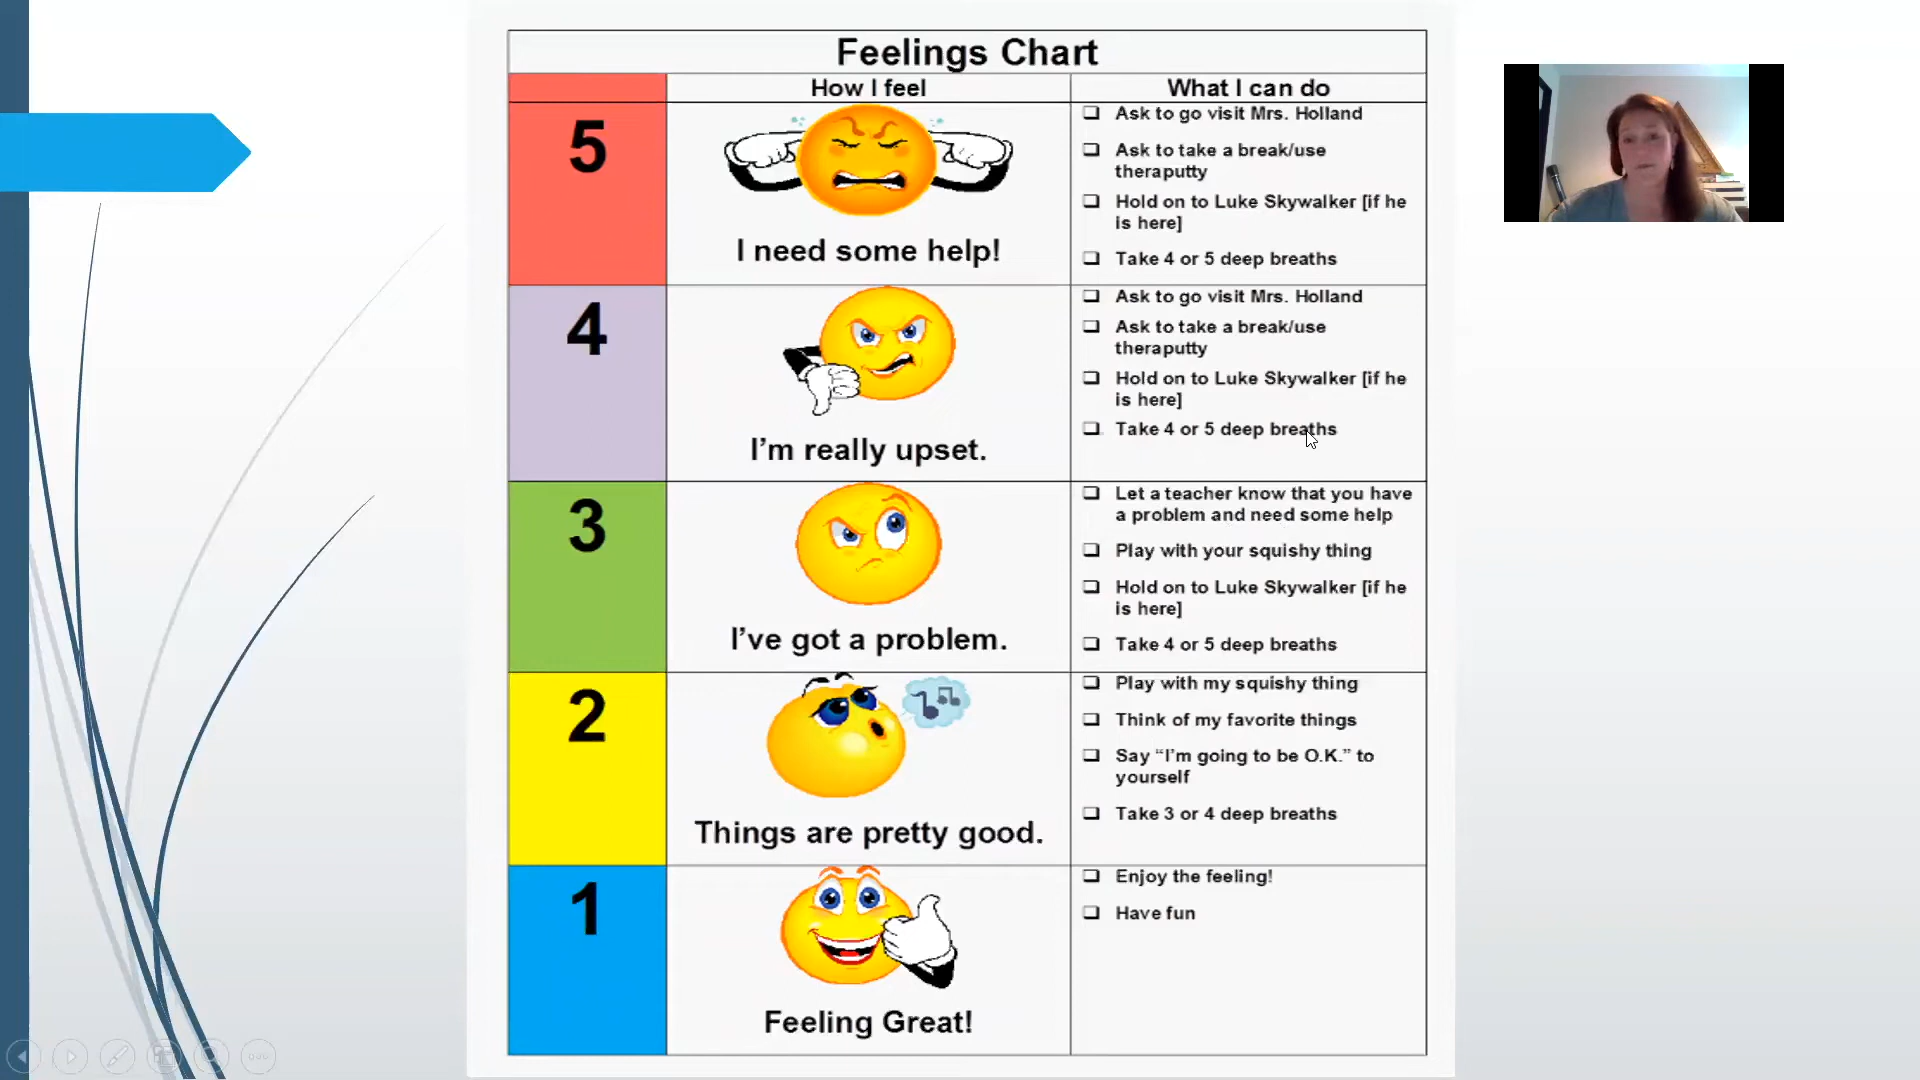 Feelings Chart
How I feel
What I can do
5
I need some help!
Ask to go visit Mrs. Holland
Ask to take a break/use
theraputty
Hold on to Luke Skywalker [if he
is here]
Take 4 or 5 deep breaths
4
I'm really upset.
Ask to go visit Mrs. Holland
Ask to take a break/use
theraputty
Hold on to Luke Skywalker [if he
is here]
Take 4 or 5 deep breaths
3
I've got a problem.
Let a teacher know that you have
a problem and need some help
Play with your squishy thing
Hold on to Luke Skywalker [if he
is here]
Take 4 or 5 deep breaths
2
Things are pretty good.
Play with my squishy thing
Think of my favorite things
Say “I'm going to be O.K.” to
yourself
Take 3 or 4 deep breaths
1
Feeling Great!
Enjoy the feeling!
Have fun